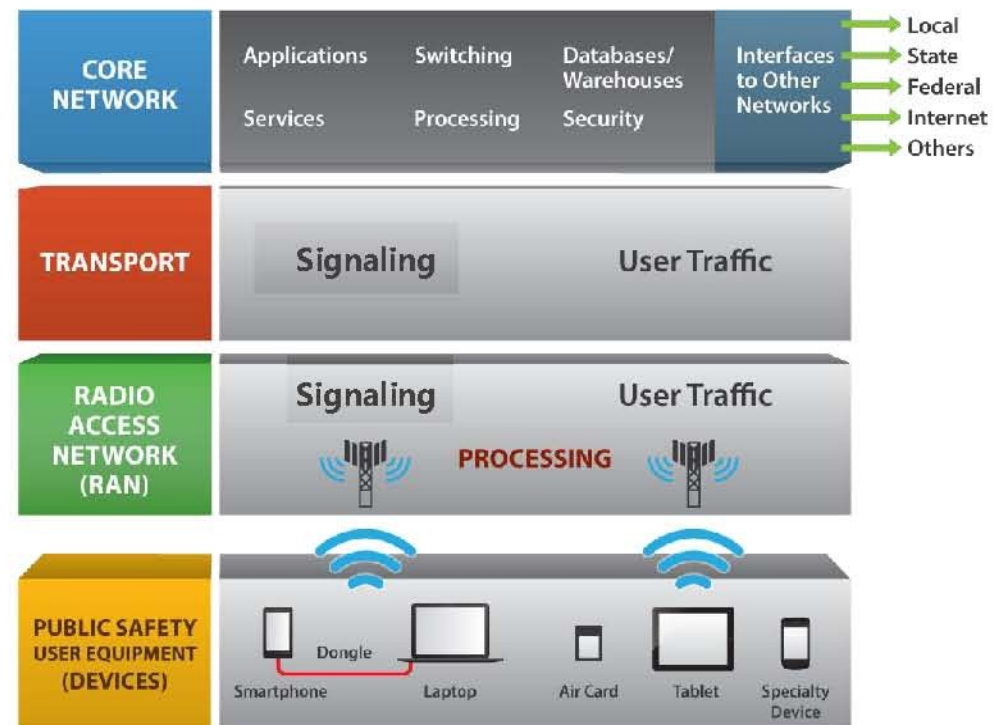 CORE
NETWORK
Applications
Switching
Databases/
Warehouses
Services
Processing
Security
Interfaces
to Other
Networks
Local
State
Federal
Internet
Others
TRANSPORT
Signaling
User Traffic
RADIO
ACCESS
NETWORK
(RAN)
Signaling
User Traffic
PROCESSING
PUBLIC SAFETY
USER EQUIPMENT
(DEVICES)
Dongle
Smartphone
Laptop
Air Card
Tablet
Specialty
Device